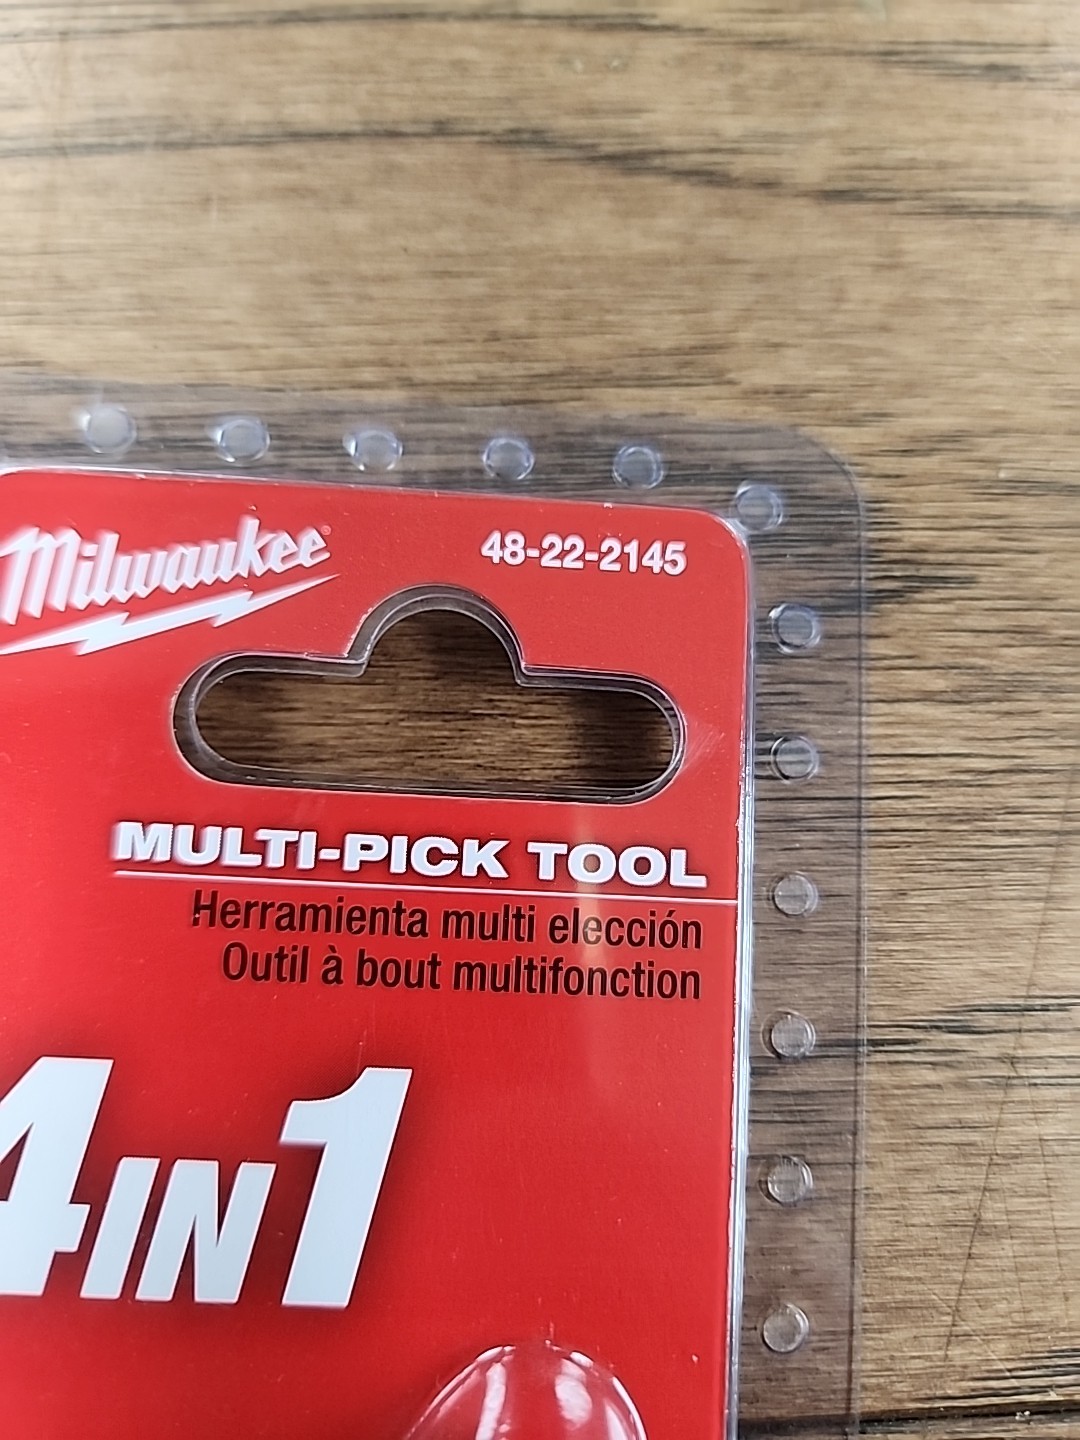 Milwaukee®
48-22-2145
MULTI-PICK TOOL
Herramienta multi elección
Outil à bout multifonction
4IN1